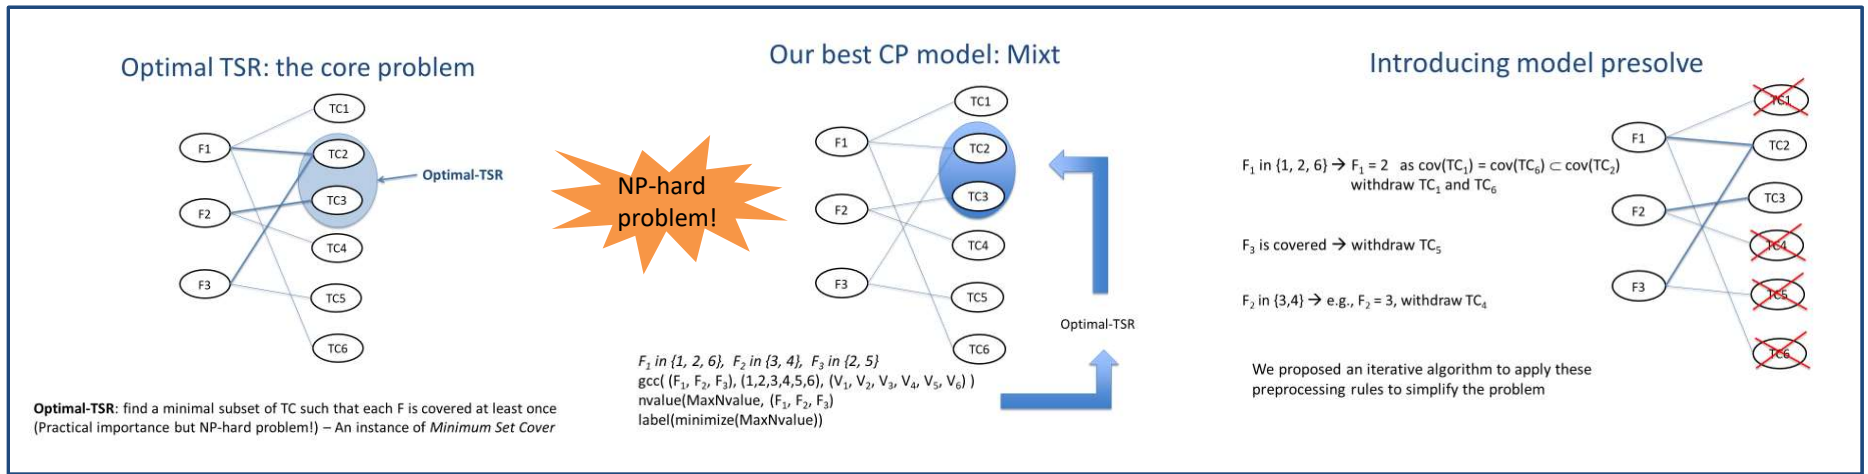 Optimal TSR: the core problem
TC1
F1
TC2
Optimal-TSR
TC3
F2
TC4
F3
TC5
TC6
Optimal-TSR: find a minimal subset of TC such that each F is covered at least once
(Practical importance but NP-hard problem!) – An instance of Minimum Set Cover
NP-hard
problem!
Our best CP model: Mixt
TC1
F1
TC2
TC3
F2
TC4
F3
TC5
Optimal-TSR
TC6
F1 in {1, 2, 6}, F2 in {3, 4}, F3 in {2, 5}
gcc( (F1, F2, F3), (1,2,3,4,5,6), (V1, V2, V3, V4, V5, V6) )
nvalue(MaxNvalue, (F1, F2, F3)
label(minimize(MaxNvalue))
Introducing model presolve
TC1
F1
TC2
F1 in {1, 2, 6} → F1 = 2 as cov(TC1) = cov(TC6) ⊂ cov(TC2)
withdraw TC1 and TC6
TC3
F2
F3 is covered → withdraw TC5
TC4
F3
TC5
F2 in {3,4} → e.g., F2 = 3, withdraw TC4
TC6
We proposed an iterative algorithm to apply these
preprocessing rules to simplify the problem